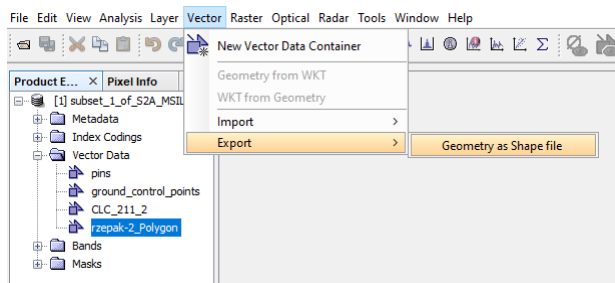 File Edit View Analysis Layer Vector Raster Optical Radar Tools Window Help
New Vector Data Container
Product E... × Pixel Info
Geometry from WKT
[1] subset_1_of_S2A_MSIL
WKT from Geometry
Metadata
Import >
Index Codings
Export >
Geometry as Shape file
Vector Data
pins
ground_control_points
CLC_211_2
rzepak-2_Polygon
Bands
Masks